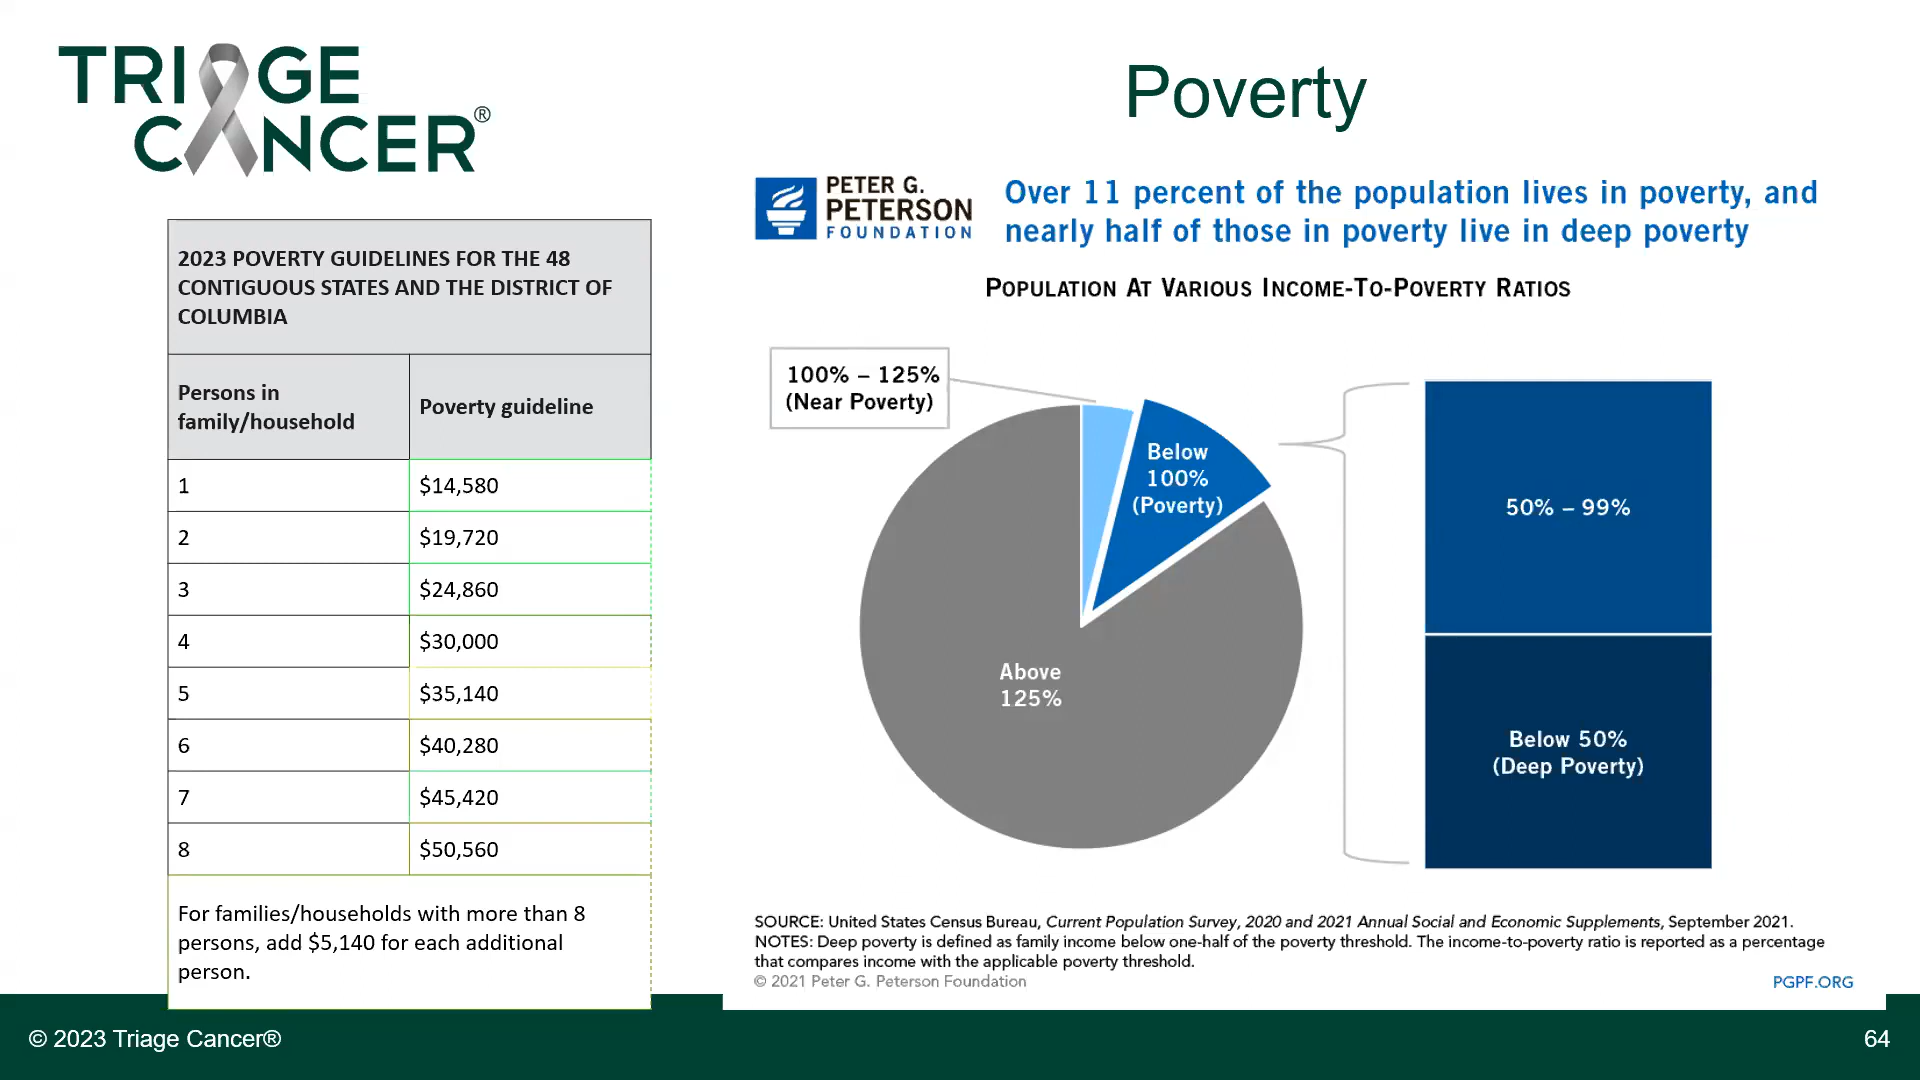 TRIAGE
CANCER®
Poverty
2023 POVERTY GUIDELINES FOR THE 48
CONTIGUOUS STATES AND THE DISTRICT OF
COLUMBIA
Persons in
family/household
Poverty guideline
1 $14,580
2 $19,720
3 $24,860
4 $30,000
5 $35,140
6 $40,280
7 $45,420
8 $50,560
For families/households with more than 8
persons, add $5,140 for each additional
person.
PETER G.
PETERSON
FOUNDATION
Over 11 percent of the population lives in poverty, and
nearly half of those in poverty live in deep poverty
POPULATION AT VARIOUS INCOME-TO-POVERTY RATIOS
100% – 125%
(Near Poverty)
Below
100%
(Poverty)
Above
125%
50% – 99%
Below 50%
(Deep Poverty)
SOURCE: United States Census Bureau, Current Population Survey, 2020 and 2021 Annual Social and Economic Supplements, September 2021.
NOTES: Deep poverty is defined as family income below one-half of the poverty threshold. The income-to-poverty ratio is reported as a percentage
that compares income with the applicable poverty threshold.
© 2021 Peter G. Peterson Foundation
PGPF.ORG
© 2023 Triage Cancer®
64